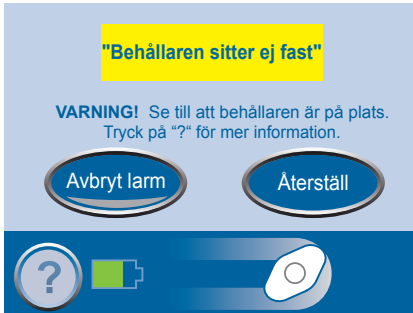 "Behållaren sitter ej fast"
VARNING! Se till att behållaren är på plats.
Tryck på “?“ för mer information.
Avbryt larm
Återställ
?